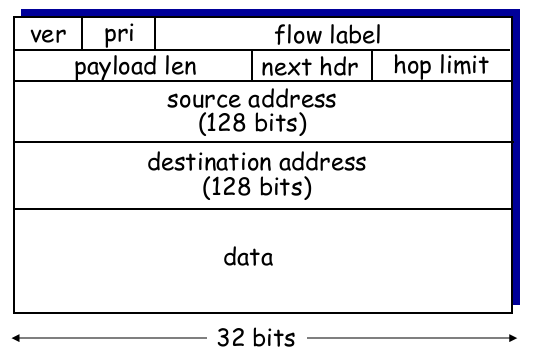 ver pri flow label
payload len next hdr hop limit
source address
(128 bits)
destination address
(128 bits)
data
32 bits